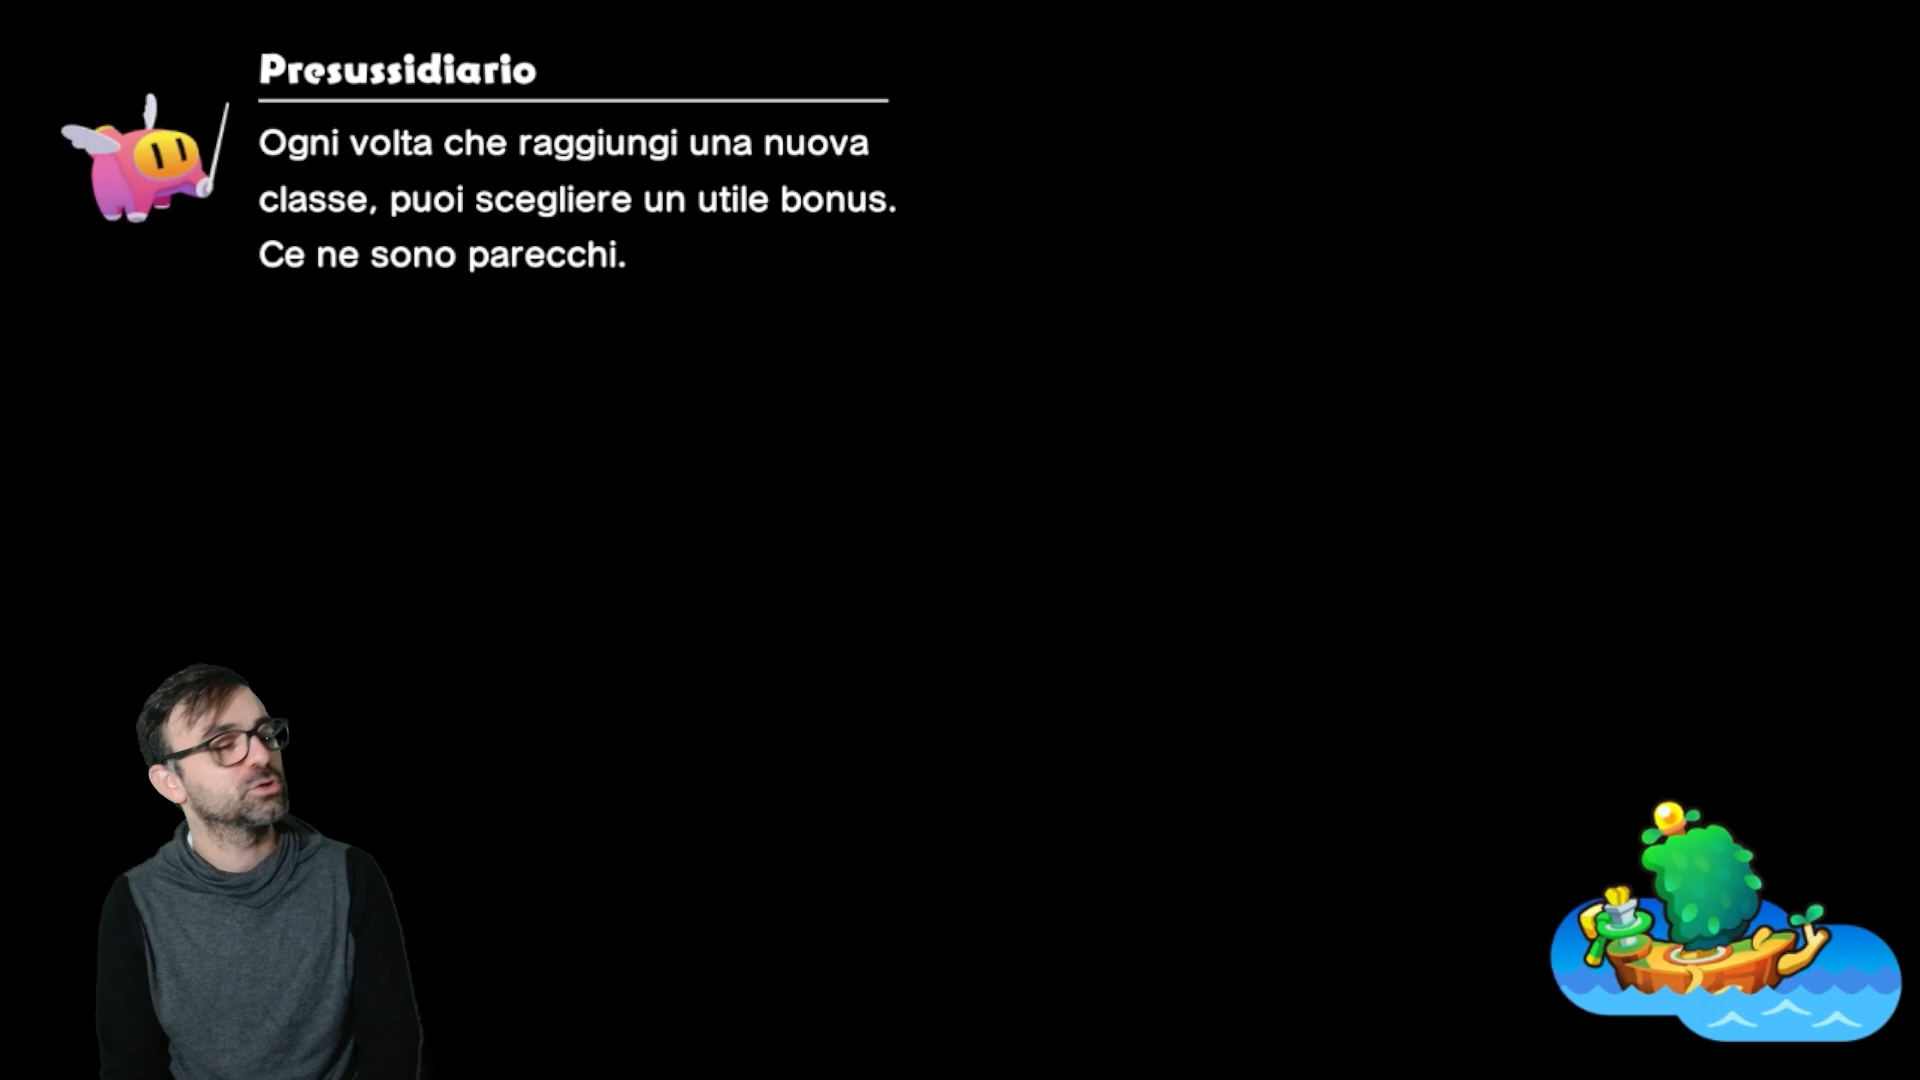 Presussidiario
Ogni volta che raggiungi una nuova
classe, puoi scegliere un utile bonus.
Ce ne sono parecchi.